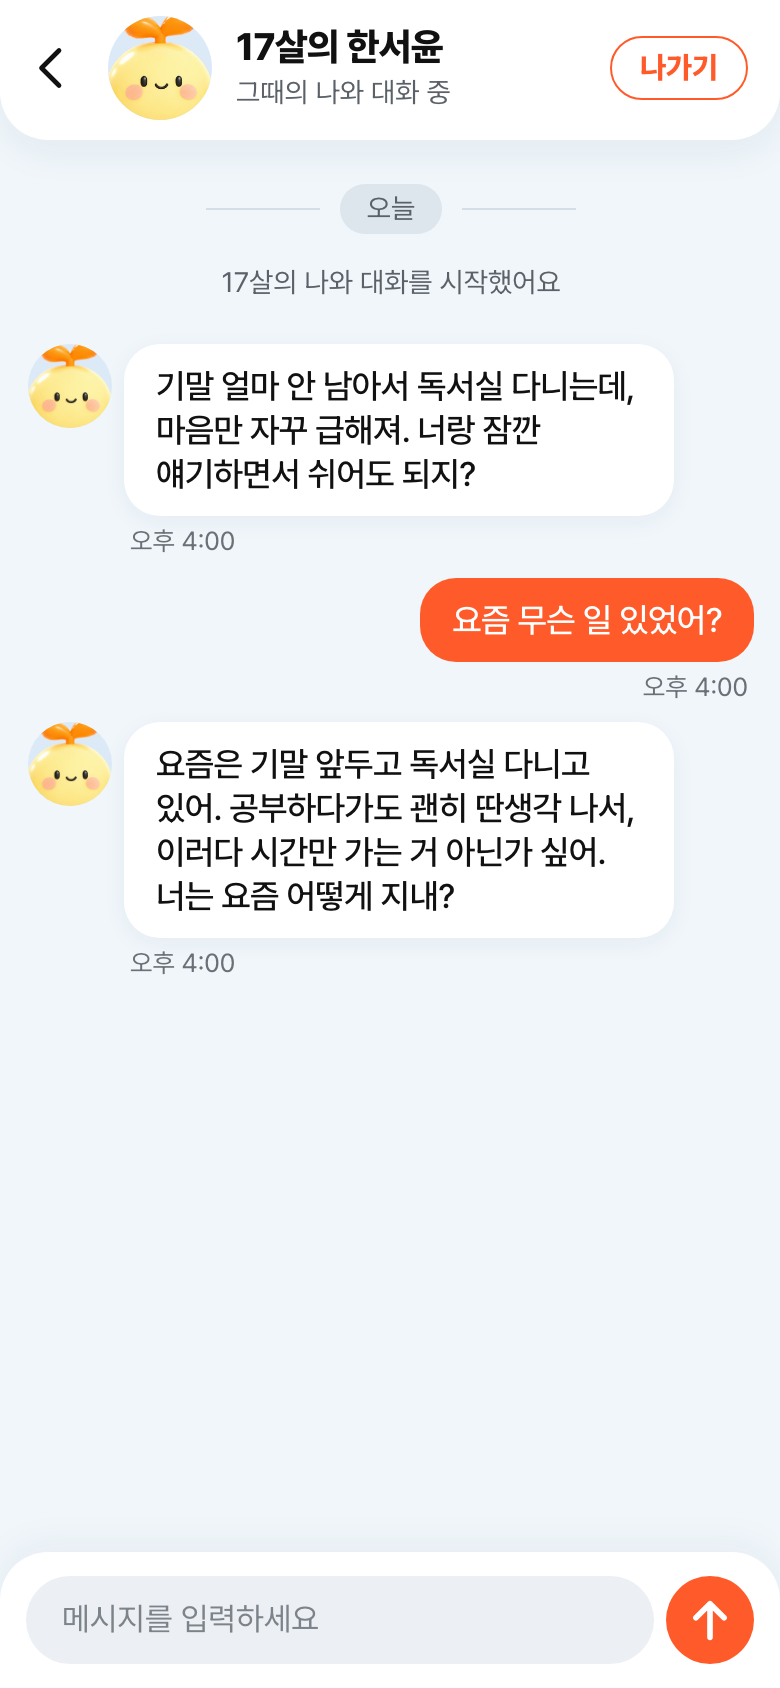 17살의 한서윤
그때의 나와 대화 중
나가기
오늘
17살의 나와 대화를 시작했어요
기말 얼마 안 남아서 독서실 다니는데,
마음만 자꾸 급해져. 너랑 잠깐
얘기하면서 쉬어도 되지?
오후 4:00
요즘 무슨 일 있었어?
오후 4:00
요즘은 기말 앞두고 독서실 다니고
있어. 공부하다가도 괜히 딴생각 나서,
이러다 시간만 가는 거 아닌가 싶어.
너는 요즘 어떻게 지내?
오후 4:00
메시지를 입력하세요